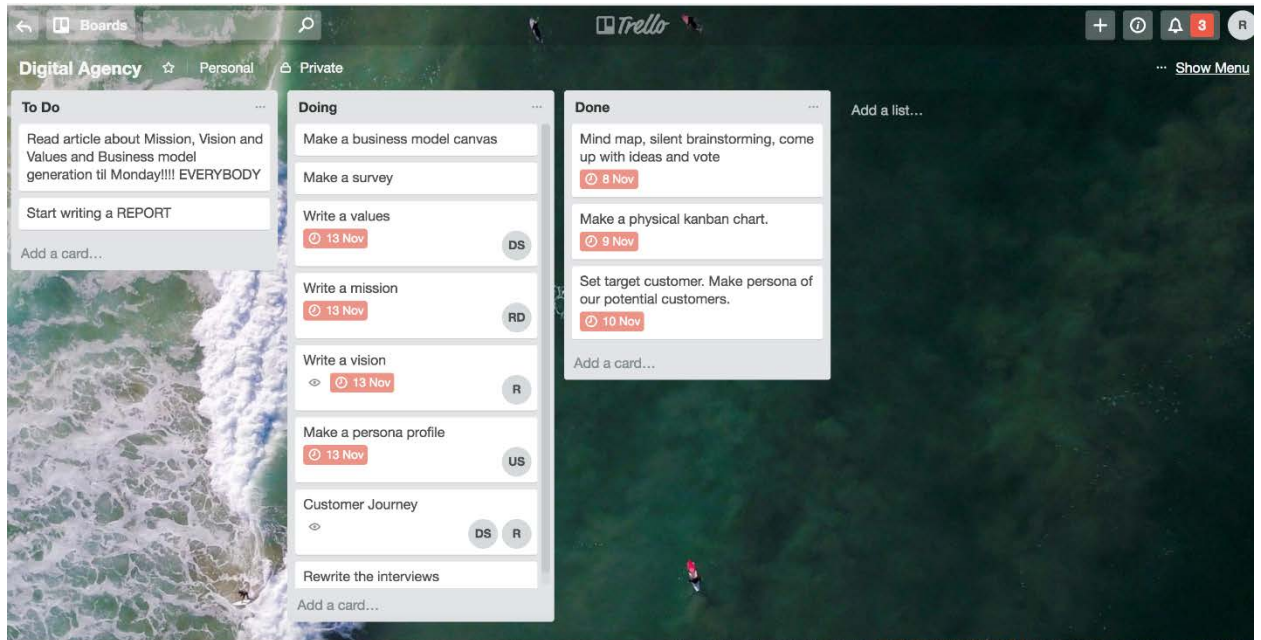 Boards
Trello
3
R
Digital Agency
Personal
Private
... Show Menu
To Do
...
Read article about Mission, Vision and
Values and Business model
generation til Monday!!!! EVERYBODY
Start writing a REPORT
Add a card...
Doing
...
Make a business model canvas
Make a survey
Write a values
13 Nov
DS
Write a mission
13 Nov
RD
Write a vision
13 Nov
R
Make a persona profile
13 Nov
US
Customer Journey
DS R
Rewrite the interviews
Add a card...
Done
...
Mind map, silent brainstorming, come
up with ideas and vote
8 Nov
Make a physical kanban chart.
9 Nov
Set target customer. Make persona of
our potential customers.
10 Nov
Add a card...
Add a list...